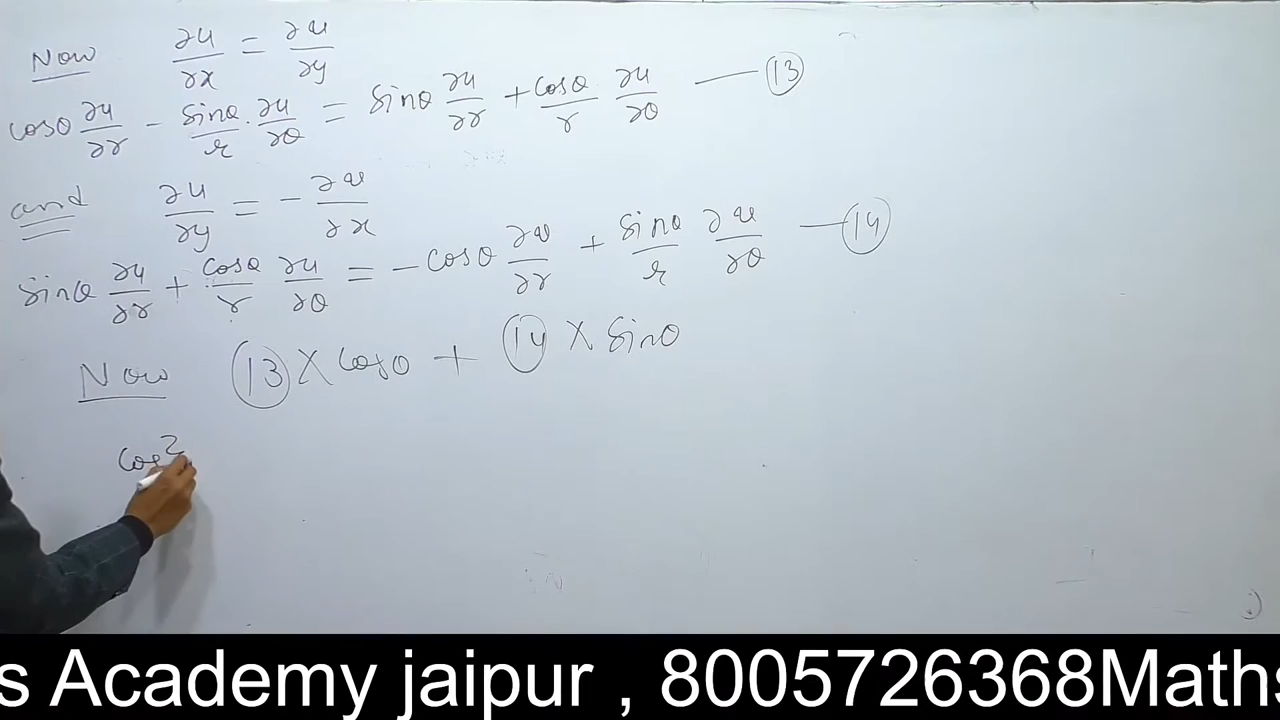 Now ∂u/∂x = ∂v/∂y
cosθ ∂u/∂r - sinθ/r . ∂u/∂θ = sinθ ∂u/∂r + cosθ/r ∂u/∂θ — (13)
and ∂u/∂y = - ∂v/∂x
sinθ ∂u/∂r + cosθ/r ∂u/∂θ = - cosθ ∂v/∂r + sinθ/r ∂v/∂θ — (14)
Now (13) X cosθ + (14) X sinθ
cos²
s Academy jaipur , 8005726368Maths